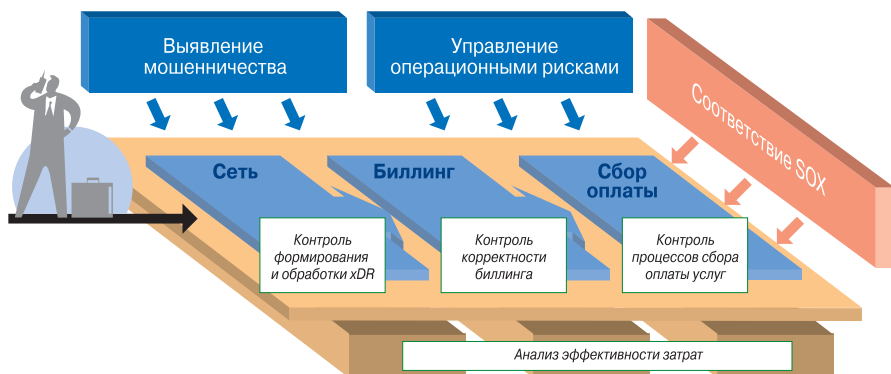 Выявление
мошенничества
Управление
операционными рисками
Соответствие SOX
Сеть
Биллинг
Сбор
оплаты
Контроль
формирования
и обработки xDR
Контроль
корректности
биллинга
Контроль
процессов сбора
оплаты услуг
Анализ эффективности затрат